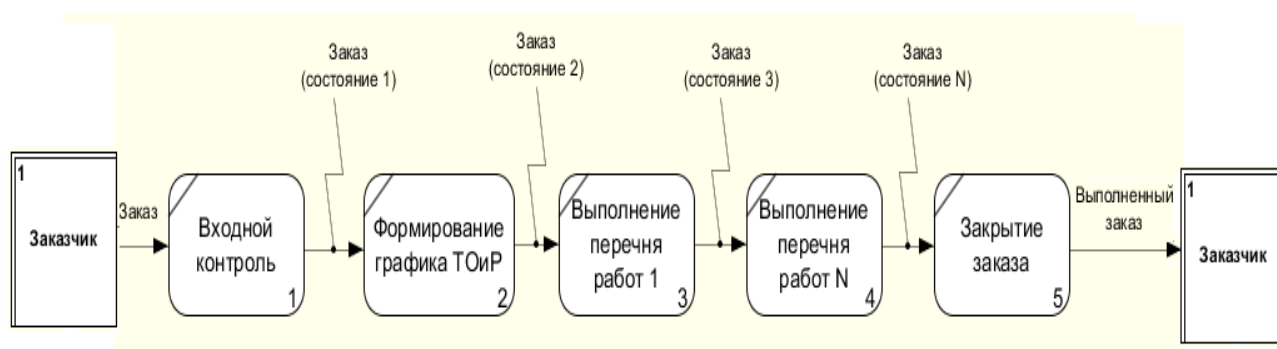 Заказ
(состояние 1)
Заказ
(состояние 2)
Заказ
(состояние 3)
Заказ
(состояние N)
1
Заказчик
Заказ
Входной
контроль
1
Формирование
графика ТОиР
2
Выполнение
перечня
работ 1
3
Выполнение
перечня
работ N
4
Закрытие
заказа
5
Выполненный
заказ
1
Заказчик